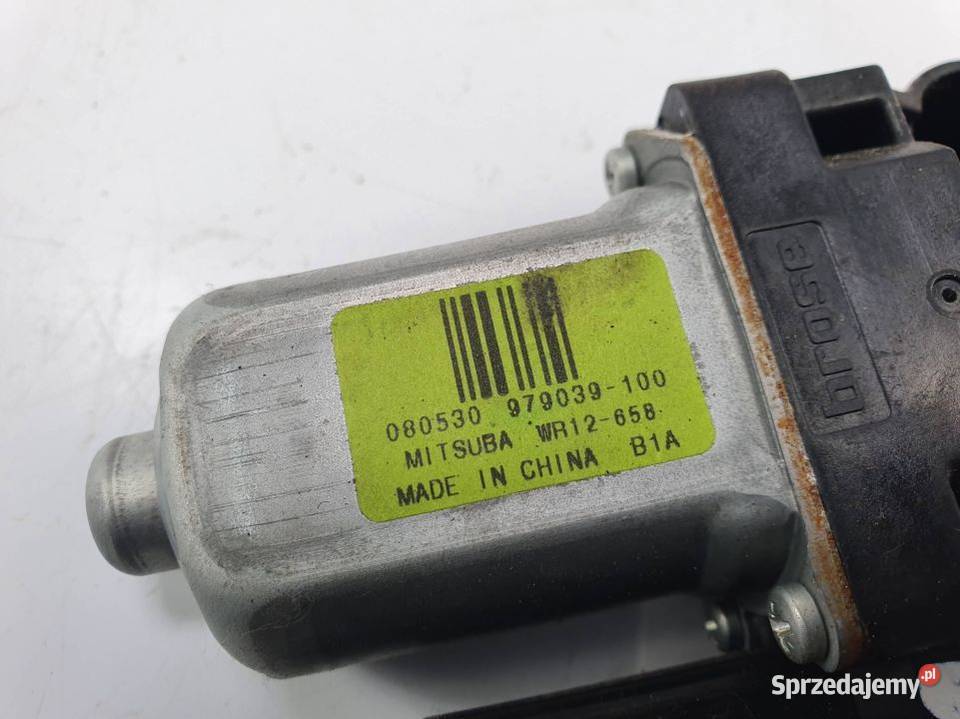 080530 979039-100
MITSUBA WR12-658
MADE IN CHINA B1A
brose
Sprzedajemy.pl